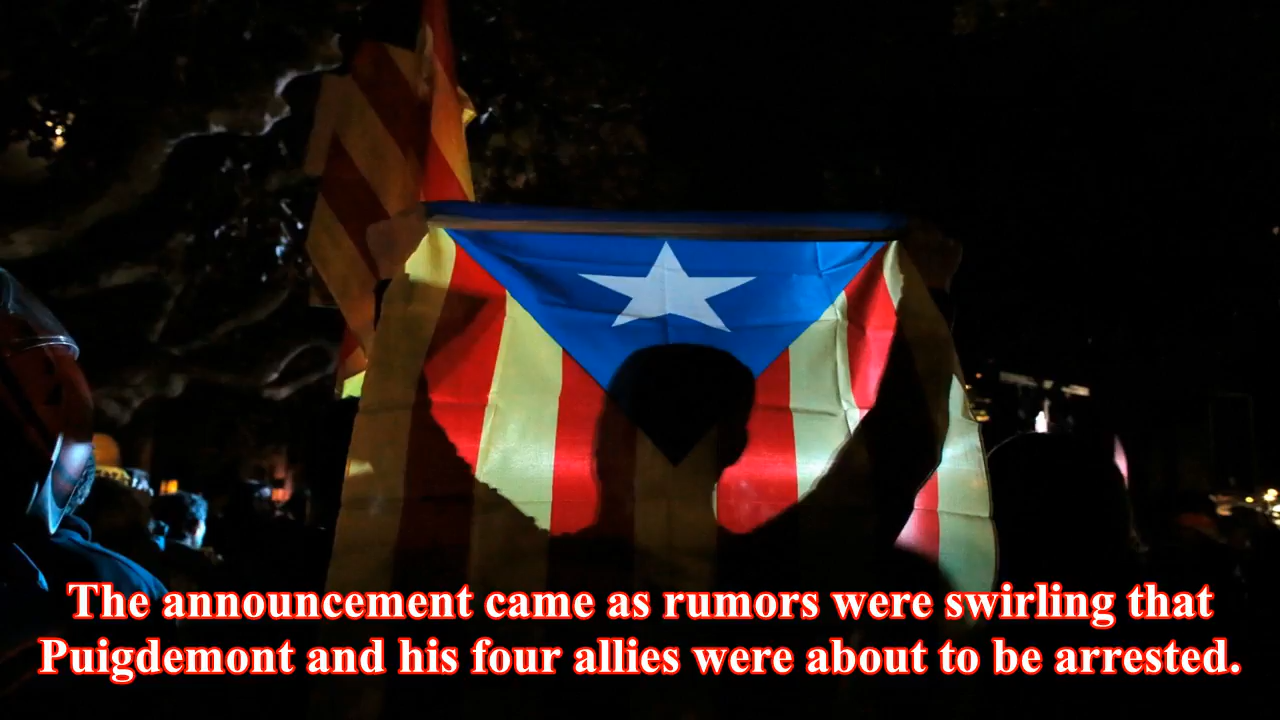 The announcement came as rumors were swirling that
Puigdemont and his four allies were about to be arrested.